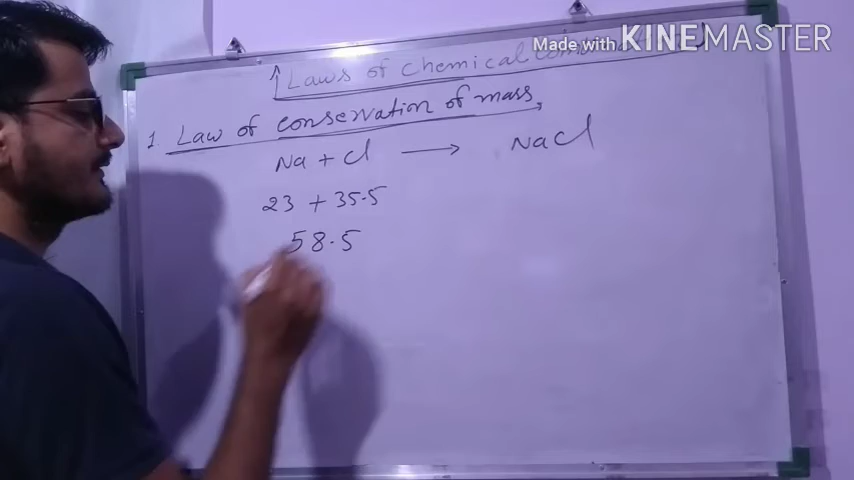 Made with KINEMASTER
Laws of chemical
1. Law of conservation of mass
Na + Cl → NaCl
23 + 35.5
58.5